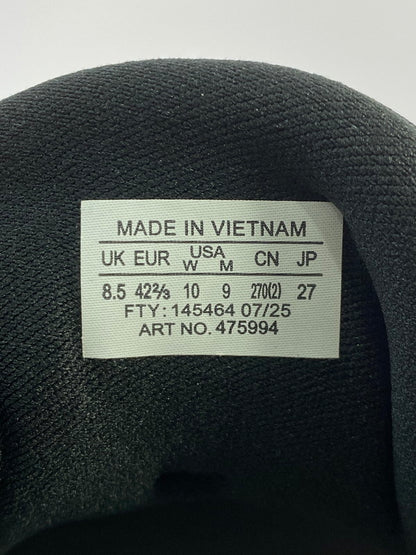 MADE IN VIETNAM
UK EUR USA W M CN JP
8.5 42⅔ 10 9 270(2) 27
FTY: 145464 07/25
ART NO. 475994